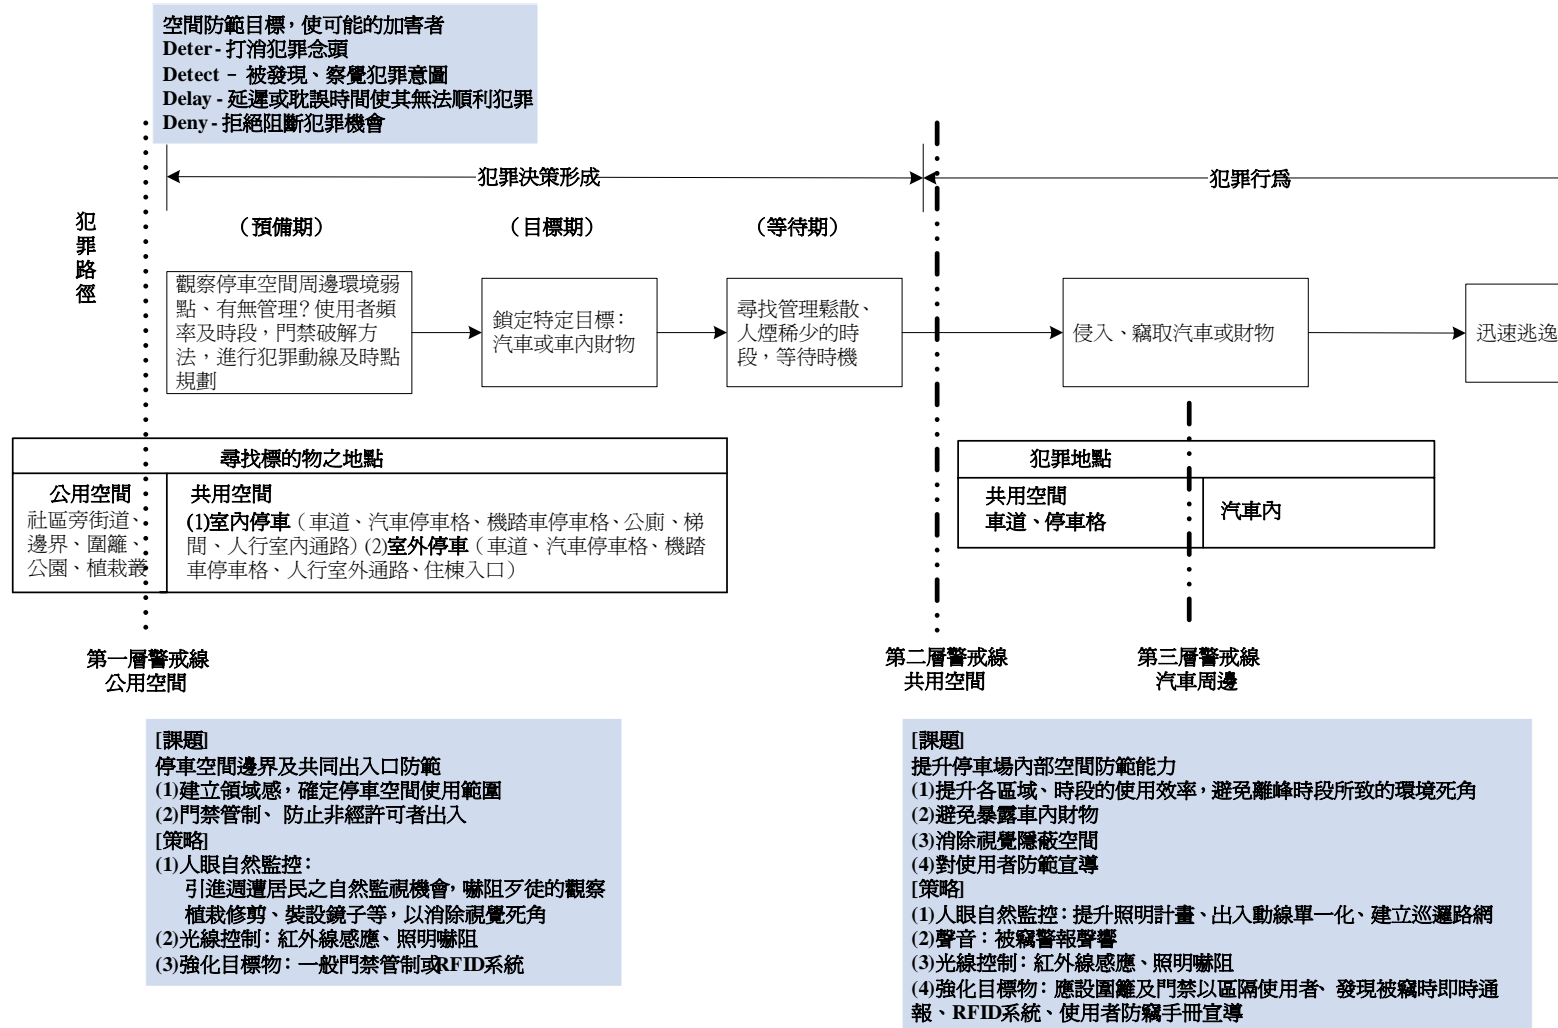 空間防範目標，使可能的加害者
Deter - 打消犯罪念頭
Detect – 被發現、察覺犯罪意圖
Delay - 延遲或耽誤時間使其無法順利犯罪
Deny - 拒絕阻斷犯罪機會
犯罪決策形成
犯罪行為
犯罪路徑
（預備期）
（目標期）
（等待期）
觀察停車空間周邊環境弱
點、有無管理？使用者頻
率及時段，門禁破解方
法，進行犯罪動線及時點
規劃
鎖定特定目標：
汽車或車內財物
尋找管理鬆散、
人煙稀少的時
段，等待時機
侵入、竊取汽車或財物
迅速逃逸
尋找標的物之地點
公用空間
社區旁街道、
邊界、圍籬、
公園、植栽叢
共用空間
(1)室內停車（車道、汽車停車格、機踏車停車格、公廁、梯
間、人行室內通路）(2)室外停車（車道、汽車停車格、機踏
車停車格、人行室外通路、住棟入口）
犯罪地點
共用空間
車道、停車格
汽車內
第一層警戒線
公用空間
第二層警戒線
共用空間
第三層警戒線
汽車周邊
[課題]
停車空間邊界及共同出入口防範
(1)建立領域感，確定停車空間使用範圍
(2)門禁管制、防止非經許可者出入
[策略]
(1)人眼自然監控：
引進週遭居民之自然監視機會，嚇阻歹徒的觀察
植栽修剪、裝設鏡子等，以消除視覺死角
(2)光線控制：紅外線感應、照明嚇阻
(3)強化目標物：一般門禁管制或RFID系統
[課題]
提升停車場內部空間防範能力
(1)提升各區域、時段的使用效率，避免離峰時段所致的環境死角
(2)避免暴露車內財物
(3)消除視覺隱蔽空間
(4)對使用者防範宣導
[策略]
(1)人眼自然監控：提升照明計畫、出入動線單一化、建立巡邏路網
(2)聲音：被竊警報聲響
(3)光線控制：紅外線感應、照明嚇阻
(4)強化目標物：應設圍籬及門禁以區隔使用者、發現被竊時即時通
報、RFID系統、使用者防竊手冊宣導